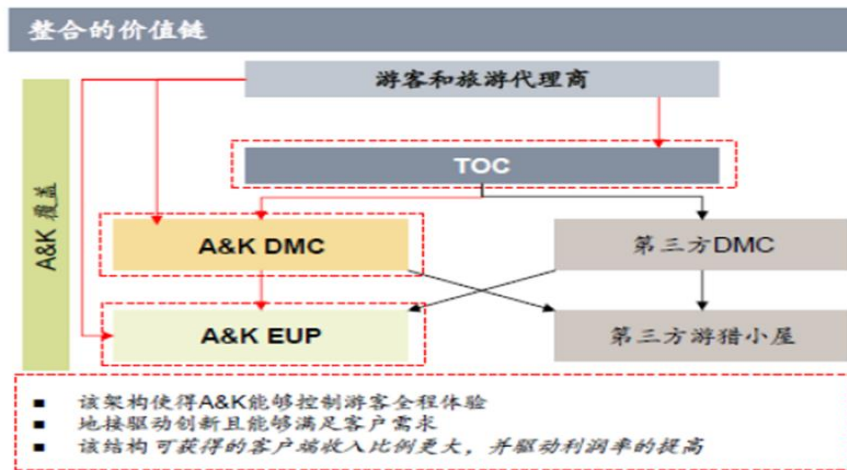 整合的价值链
游客和旅游代理商
TOC
A&K 覆盖
A&K DMC
第三方DMC
A&K EUP
第三方游猎小屋
■ 该架构使得A&K能够控制游客全程体验
■ 地接驱动创新且能够满足客户需求
■ 该结构可获得的客户端收入比例更大，并驱动利润率的提高